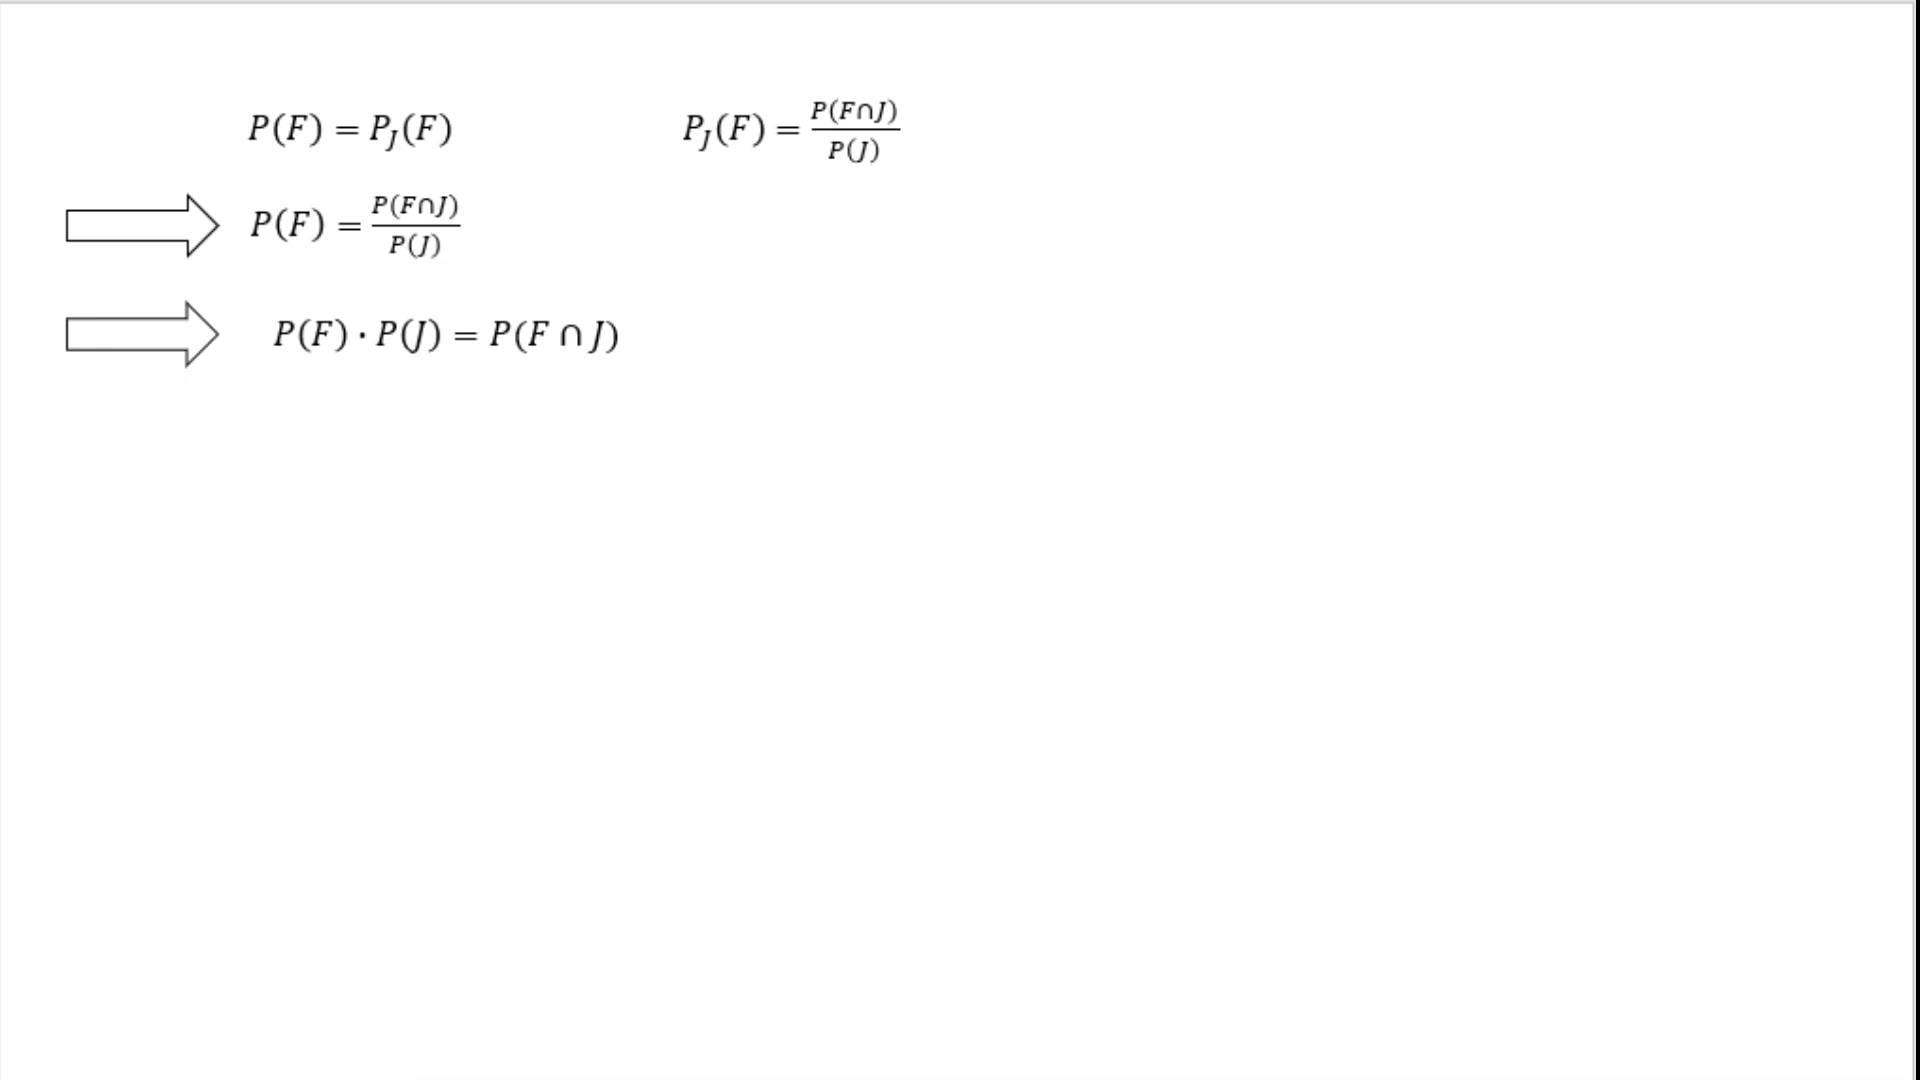 P(F) = P_J(F)    P_J(F) = P(F∩J)/P(J)
P(F) = P(F∩J)/P(J)
P(F) · P(J) = P(F ∩ J)